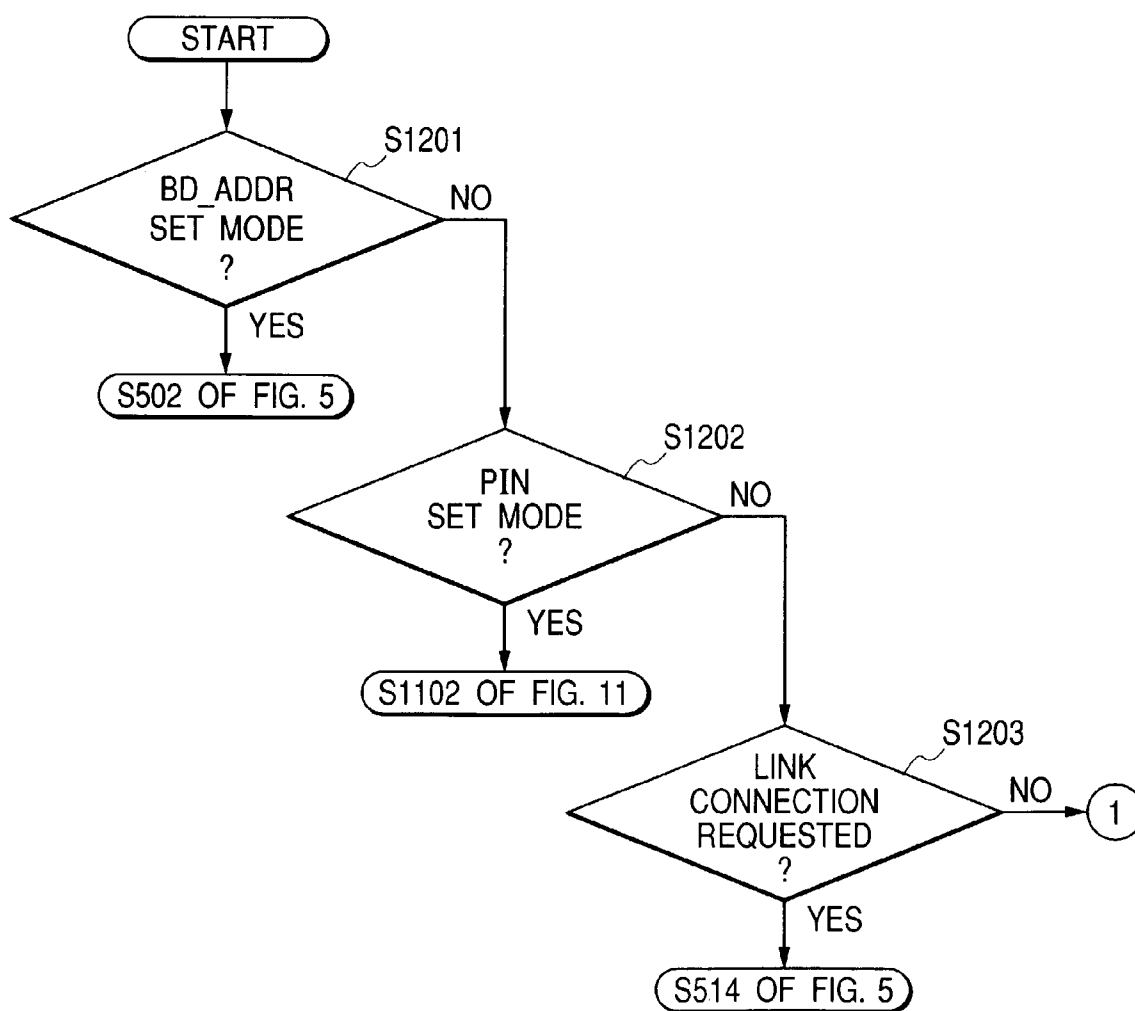 START
S1201
BD_ADDR
SET MODE
?
NO
YES
S502 OF FIG. 5
S1202
PIN
SET MODE
?
NO
YES
S1102 OF FIG. 11
S1203
LINK
CONNECTION
REQUESTED
?
NO
1
YES
S514 OF FIG. 5